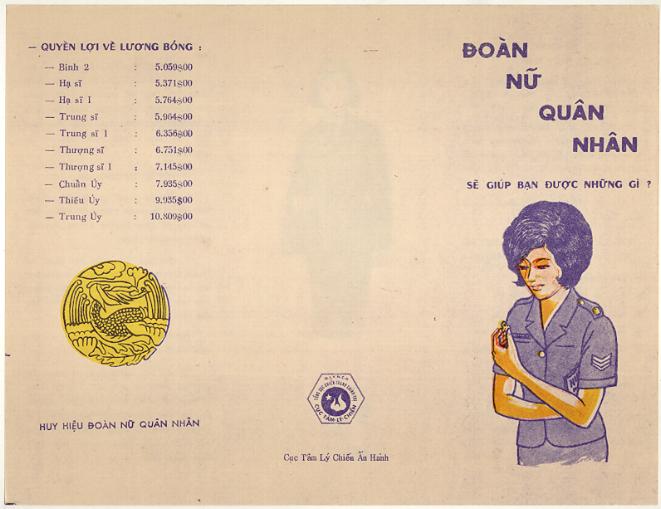 — QUYỀN LỢI VỀ LƯƠNG BỔNG :
— Binh 2 : 5.059$00
— Hạ sĩ : 5.371$00
— Hạ sĩ I : 5.764$00
— Trung sĩ : 5.964$00
— Trung sĩ 1 : 6.356$00
— Thượng sĩ : 6.751$00
— Thượng sĩ I : 7.145$00
— Chuẩn Úy : 7.935$00
— Thiếu Úy : 9.935$00
— Trung Úy : 10.809$00
HUY HIỆU ĐOÀN NỮ QUÂN NHÂN
CỤC TÂM-LÝ-CHIẾN
Cục Tâm Lý Chiến Ấn Hành
ĐOÀN
NỮ
QUÂN
NHÂN
SẼ GIÚP BẠN ĐƯỢC NHỮNG GÌ ?